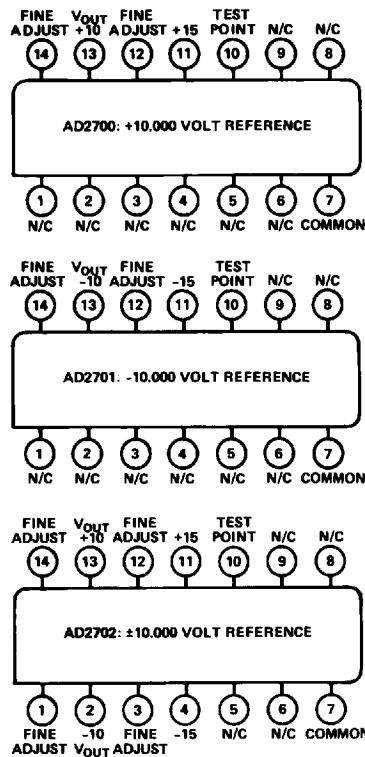 FINE ADJUST VOUT +10 FINE ADJUST +15 TEST POINT N/C N/C
14 13 12 11 10 9 8
AD2700: +10.000 VOLT REFERENCE
1 2 3 4 5 6 7
N/C N/C N/C N/C N/C N/C COMMON
FINE ADJUST VOUT -10 FINE ADJUST -15 TEST POINT N/C N/C
14 13 12 11 10 9 8
AD2701: -10.000 VOLT REFERENCE
1 2 3 4 5 6 7
N/C N/C N/C N/C N/C N/C COMMON
FINE ADJUST VOUT +10 FINE ADJUST +15 TEST POINT N/C N/C
14 13 12 11 10 9 8
AD2702: ±10.000 VOLT REFERENCE
1 2 3 4 5 6 7
FINE ADJUST -10 VOUT FINE ADJUST -15 N/C N/C COMMON